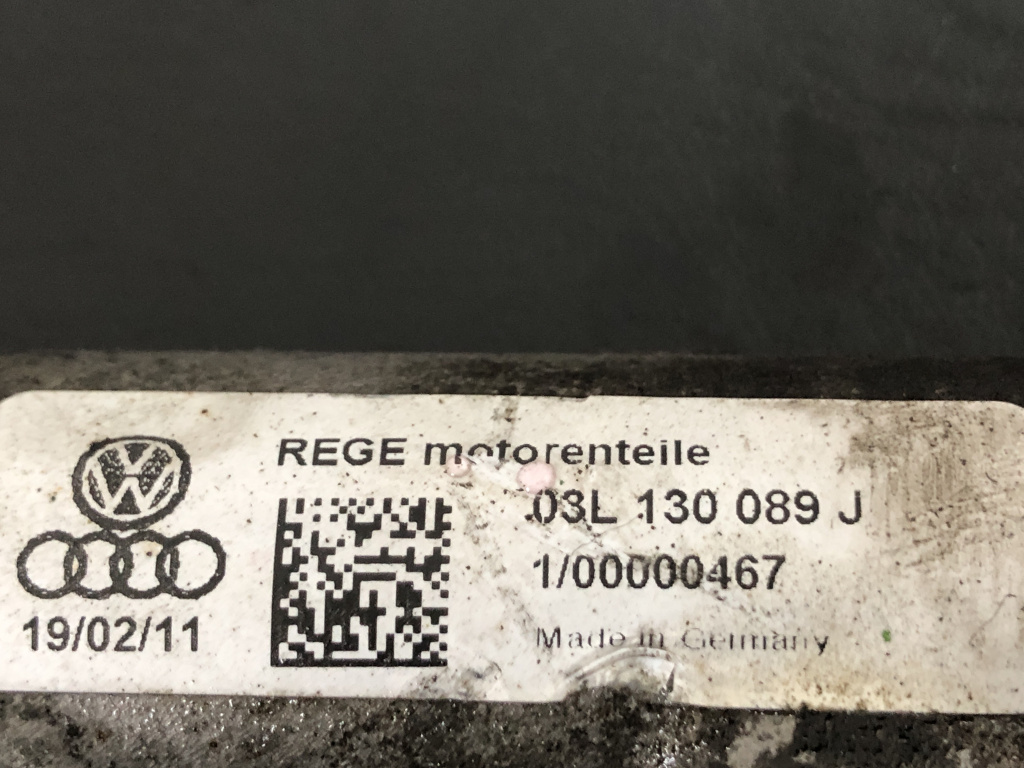 REGE motorenteile
03L 130 089 J
1/00000467
Made in Germany
19/02/11